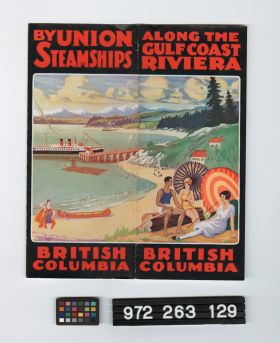 BY UNION
STEAMSHIPS
BRITISH
COLUMBIA
ALONG THE
GULF COAST
RIVIERA
BRITISH
COLUMBIA
972 263 129